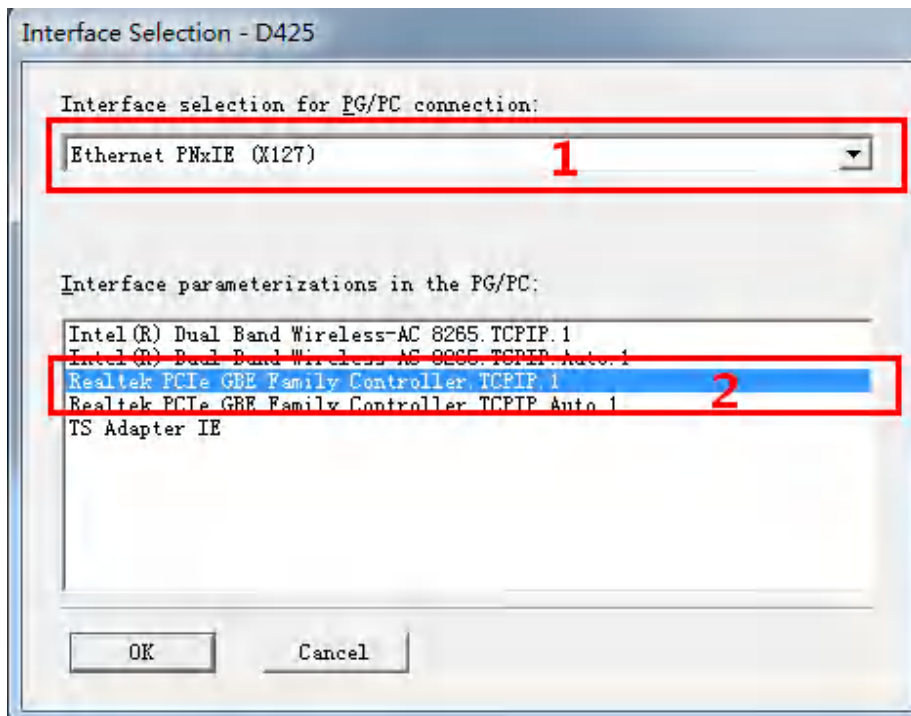 Interface Selection - D425
Interface selection for PG/PC connection:
Ethernet PNxIE (X127)
1
Interface parameterizations in the PG/PC:
Intel(R) Dual Band Wireless-AC 8265.TCPIP.1
Intel(R) Dual Band Wireless-AC 8265.TCPIP.Auto.1
Realtek PCIe GBE Family Controller.TCPIP.1
2
Realtek PCIe GBE Family Controller.TCPIP.Auto.1
TS Adapter IE
OK
Cancel